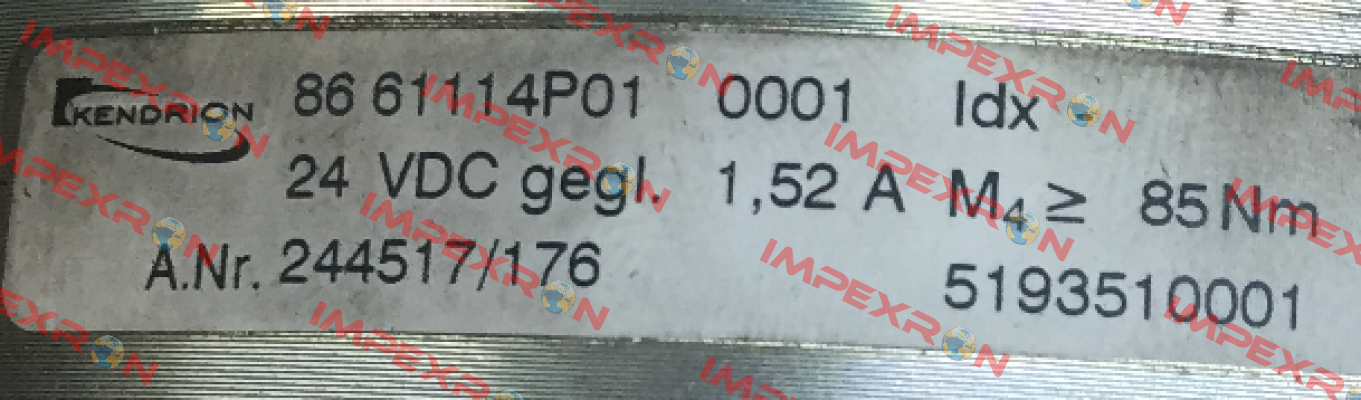 KENDRION 86 61114P01 0001 Idx -
24 VDC gegl. 1,52 A M4 ≥ 85 Nm
A.Nr. 244517/176 5193510001
IMPEXRON